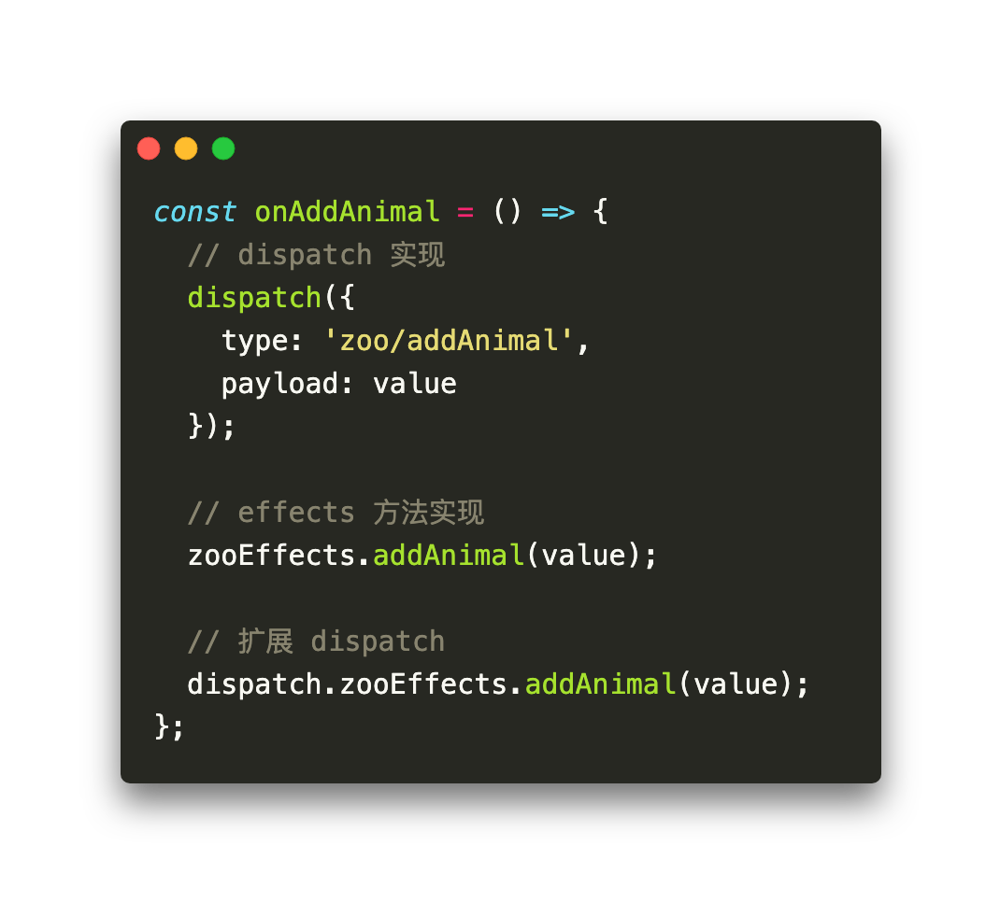 const onAddAnimal = () => {
  // dispatch 实现
  dispatch({
    type: 'zoo/addAnimal',
    payload: value
  });
  // effects 方法实现
  zooEffects.addAnimal(value);
  // 扩展 dispatch
  dispatch.zooEffects.addAnimal(value);
};